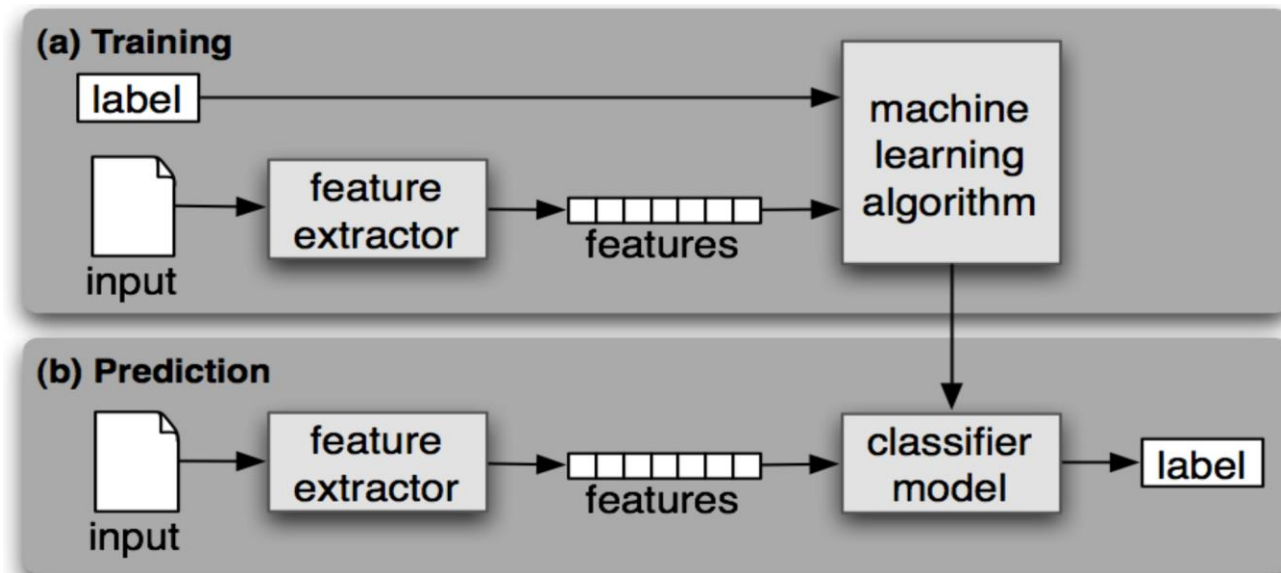 (a) Training
label
machine
learning
algorithm
feature
extractor
features
input
(b) Prediction
feature
extractor
features
classifier
model
label
input